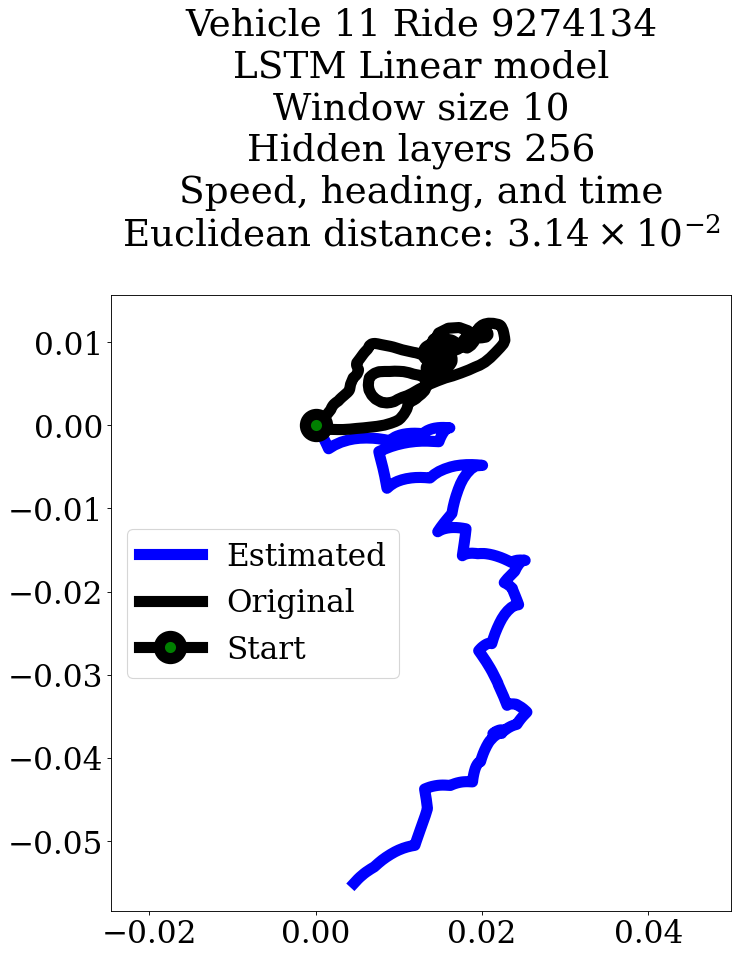 Vehicle 11 Ride 9274134
LSTM Linear model
Window size 10
Hidden layers 256
Speed, heading, and time
Euclidean distance: 3.14 × 10⁻²
0.01
0.00
−0.01
−0.02
−0.03
−0.04
−0.05
Estimated
Original
Start
−0.02 0.00 0.02 0.04